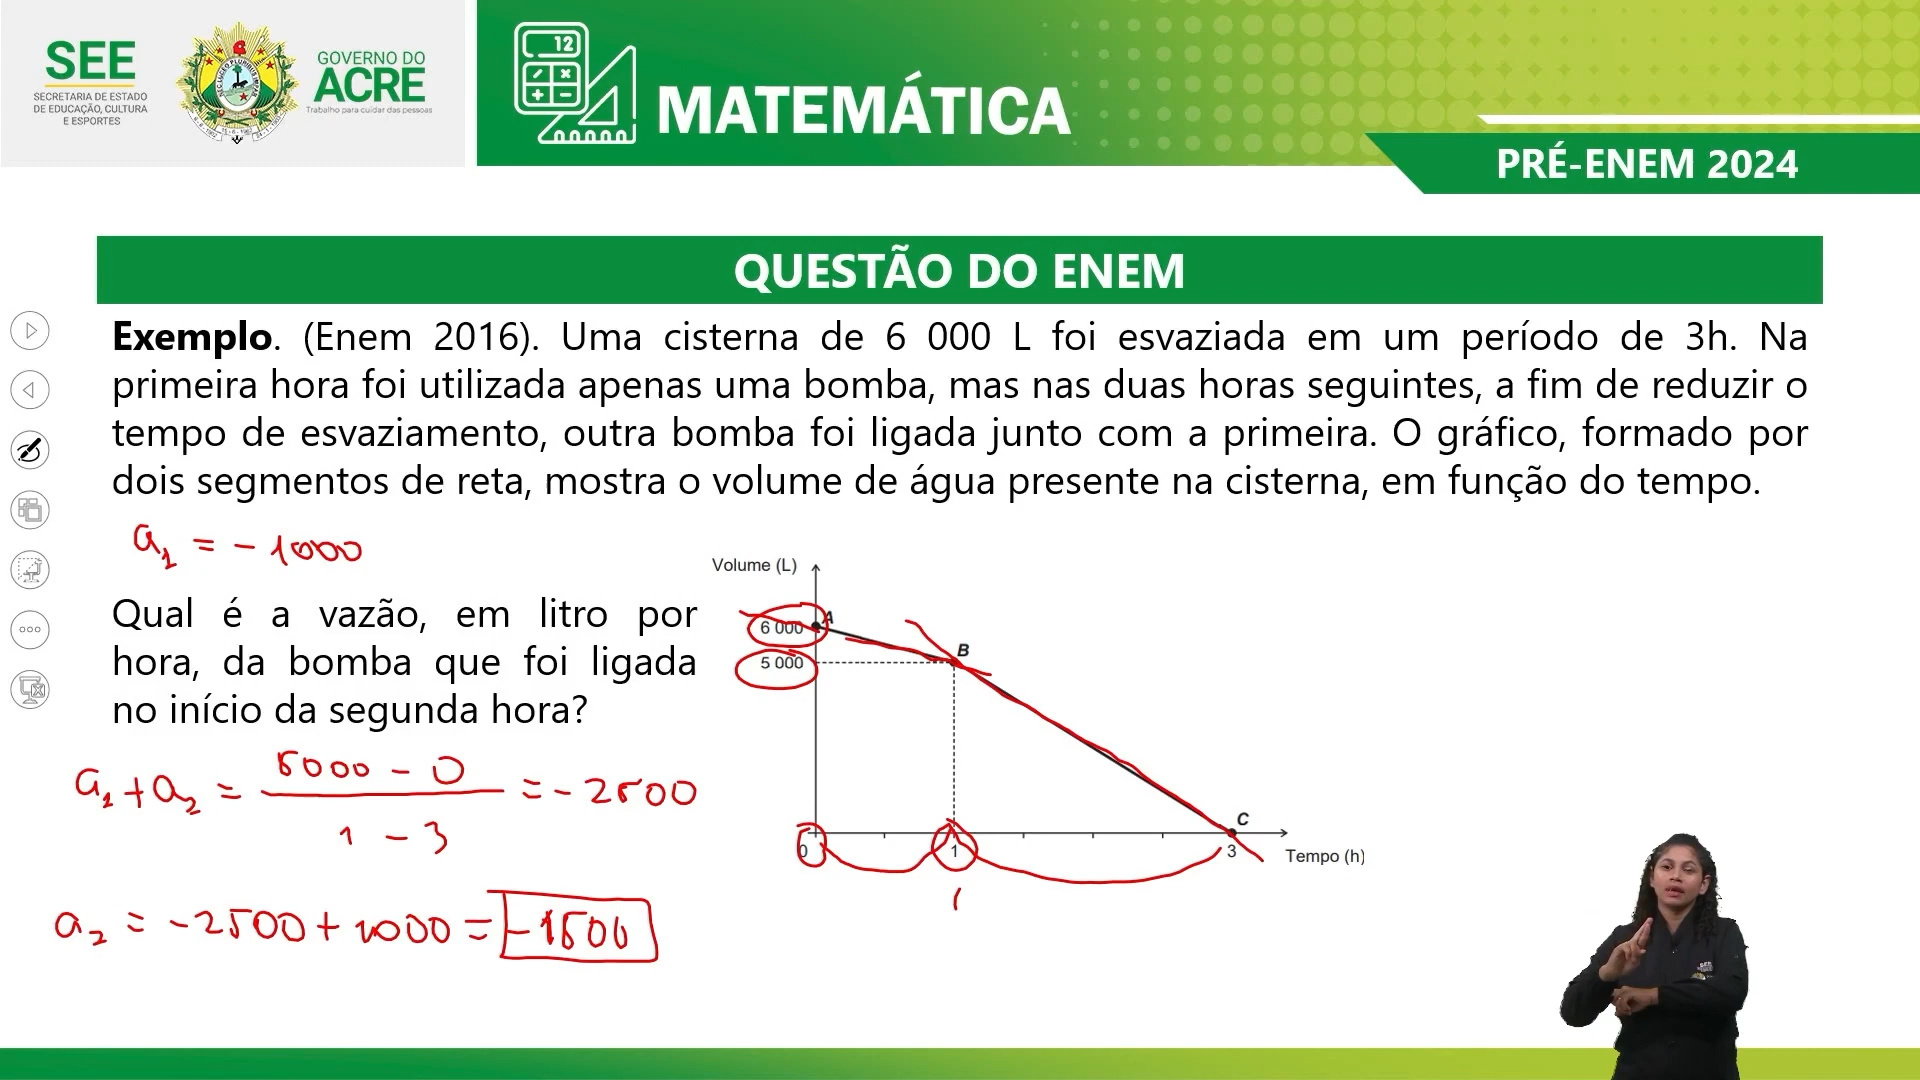 SEE
SECRETARIA DE ESTADO
DE EDUCAÇÃO, CULTURA
E ESPORTES
GOVERNO DO
ACRE
Trabalho para cuidar das pessoas
12
MATEMÁTICA
PRÉ-ENEM 2024
QUESTÃO DO ENEM
Exemplo. (Enem 2016). Uma cisterna de 6 000 L foi esvaziada em um período de 3h. Na
primeira hora foi utilizada apenas uma bomba, mas nas duas horas seguintes, a fim de reduzir o
tempo de esvaziamento, outra bomba foi ligada junto com a primeira. O gráfico, formado por
dois segmentos de reta, mostra o volume de água presente na cisterna, em função do tempo.
a₁ = - 1000
Qual é a vazão, em litro por
hora, da bomba que foi ligada
no início da segunda hora?
a₁ + a₂ = 5000 - 0 = - 2500
1 - 3
a₂ = - 2500 + 1000 = - 1500
Volume (L)
A
6 000
B
5 000
C
0 1 3 Tempo (h)